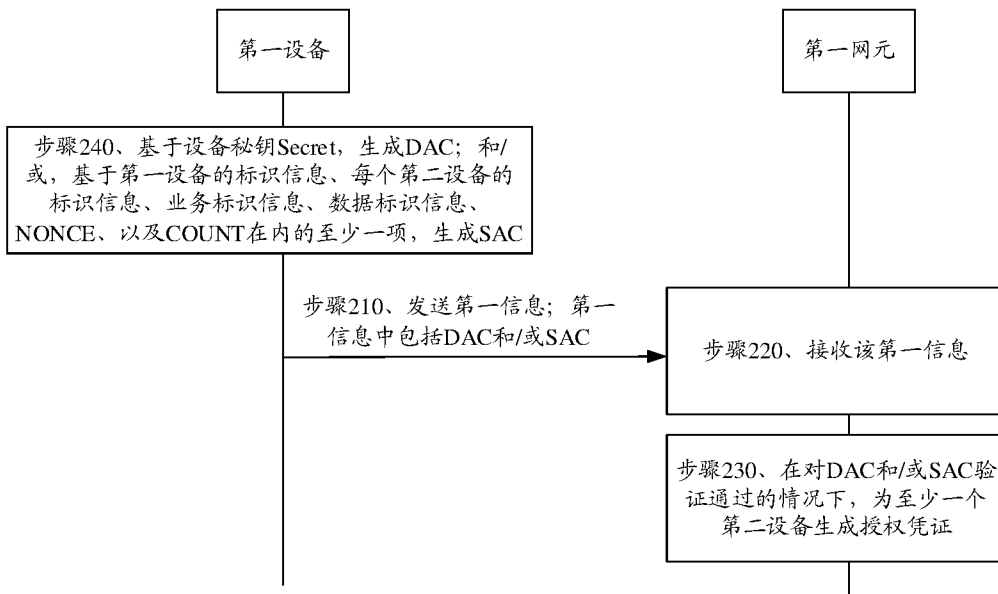 第一设备
第一网元
步骤240、基于设备秘钥Secret，生成DAC；和/
或，基于第一设备的标识信息、每个第二设备的
标识信息、业务标识信息、数据标识信息、
NONCE、以及COUNT在内的至少一项，生成SAC
步骤210、发送第一信息；第一
信息中包括DAC和/或SAC
步骤220、接收该第一信息
步骤230、在对DAC和/或SAC验
证通过的情况下，为至少一个
第二设备生成授权凭证